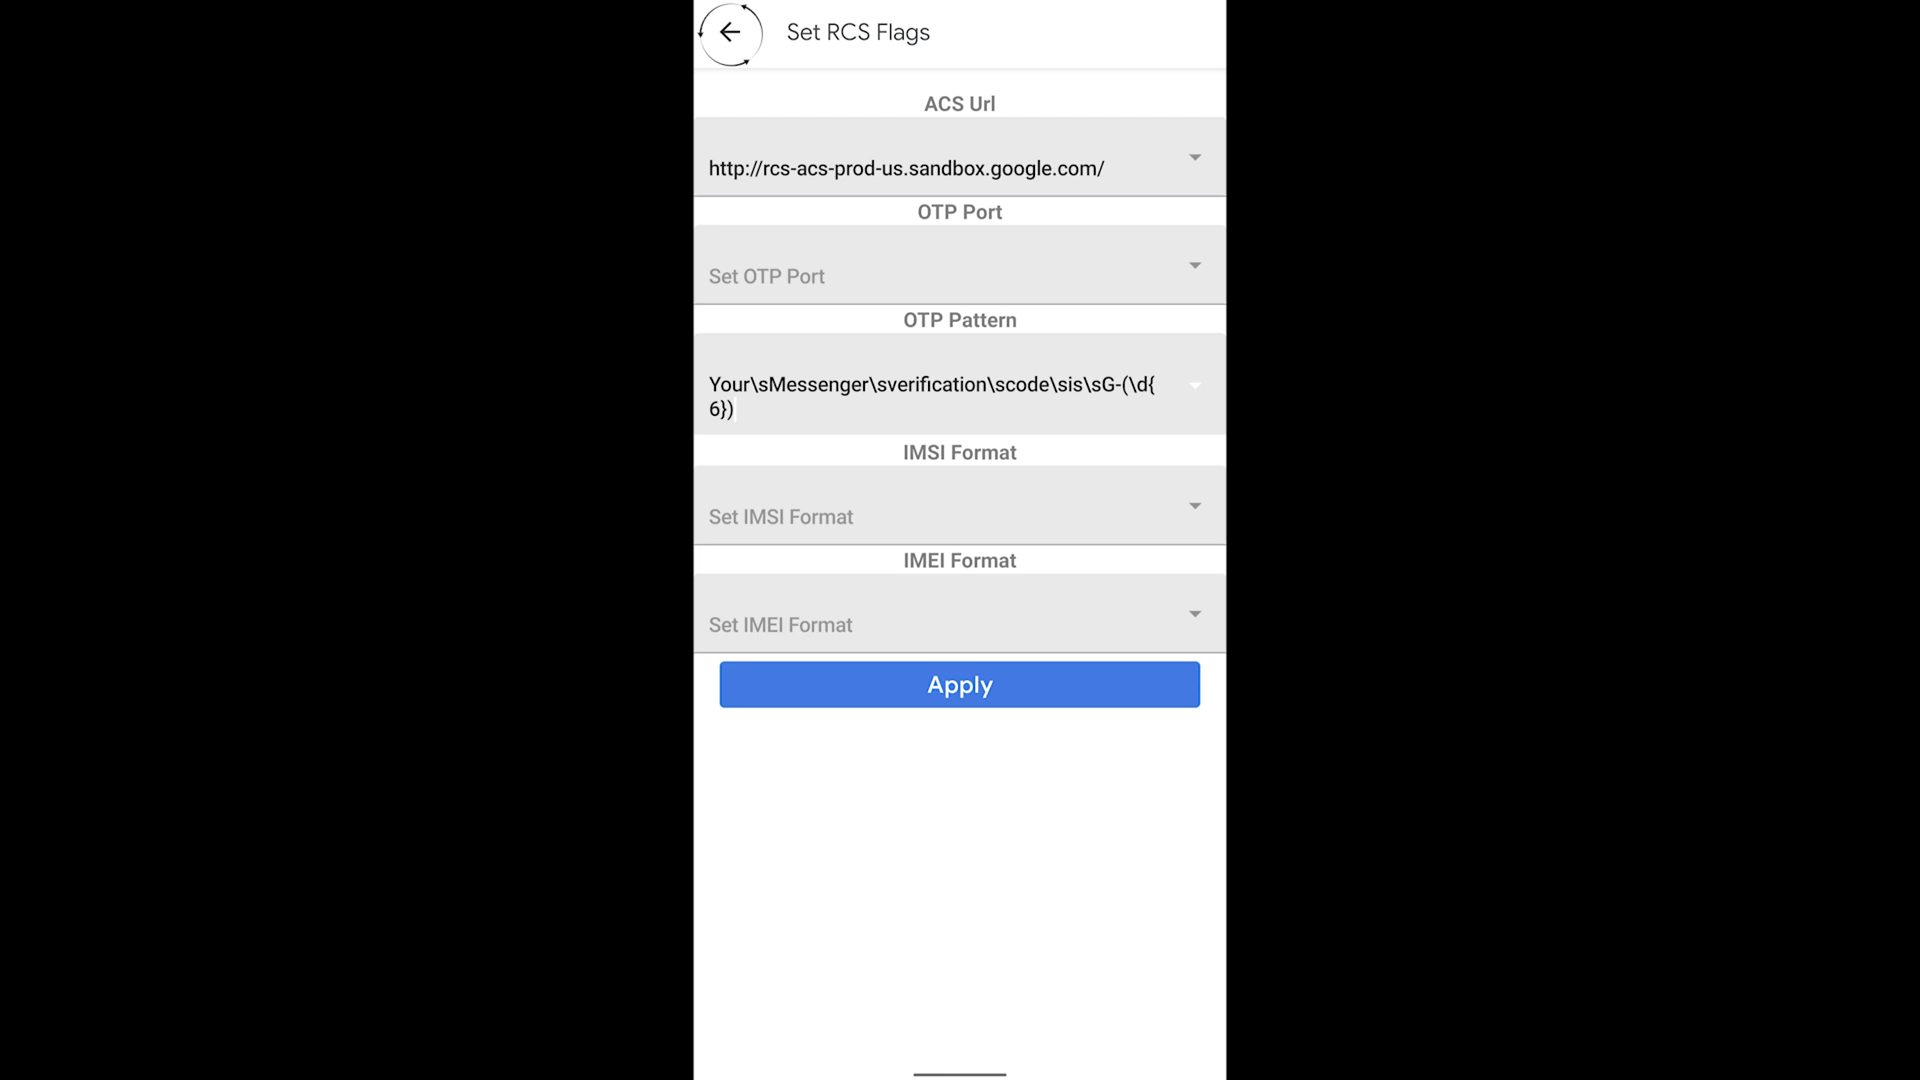 Set RCS Flags
ACS Url
http://rcs-acs-prod-us.sandbox.google.com/
OTP Port
Set OTP Port
OTP Pattern
Your\sMessenger\sverification\scode\sis\sG-(\d{
6})
IMSI Format
Set IMSI Format
IMEI Format
Set IMEI Format
Apply